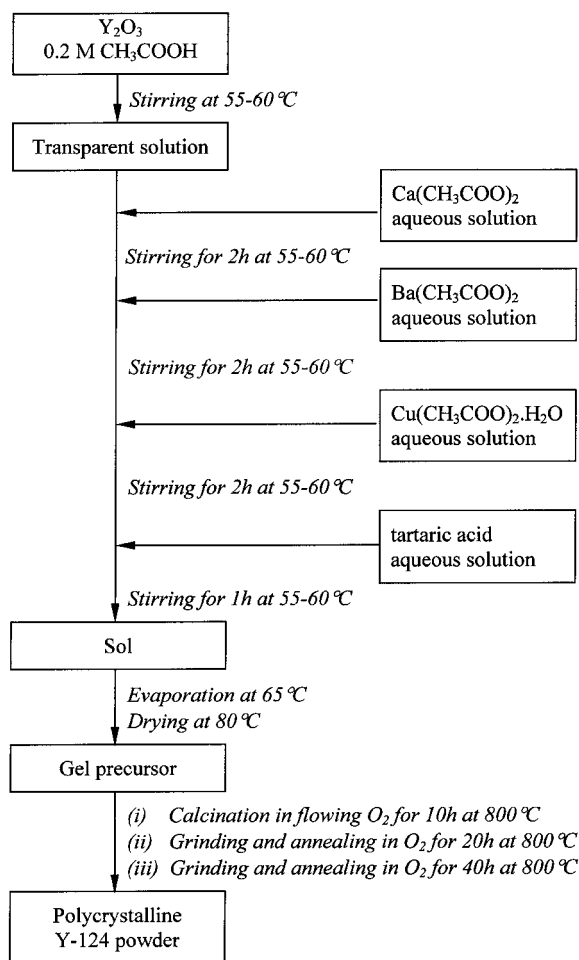 Y₂O₃
0.2 M CH₃COOH
Stirring at 55-60 °C
Transparent solution
Ca(CH₃COO)₂
aqueous solution
Stirring for 2h at 55-60 °C
Ba(CH₃COO)₂
aqueous solution
Stirring for 2h at 55-60 °C
Cu(CH₃COO)₂.H₂O
aqueous solution
Stirring for 2h at 55-60 °C
tartaric acid
aqueous solution
Stirring for 1h at 55-60 °C
Sol
Evaporation at 65 °C
Drying at 80 °C
Gel precursor
(i) Calcination in flowing O₂ for 10h at 800 °C
(ii) Grinding and annealing in O₂ for 20h at 800 °C
(iii) Grinding and annealing in O₂ for 40h at 800 °C
Polycrystalline
Y-124 powder